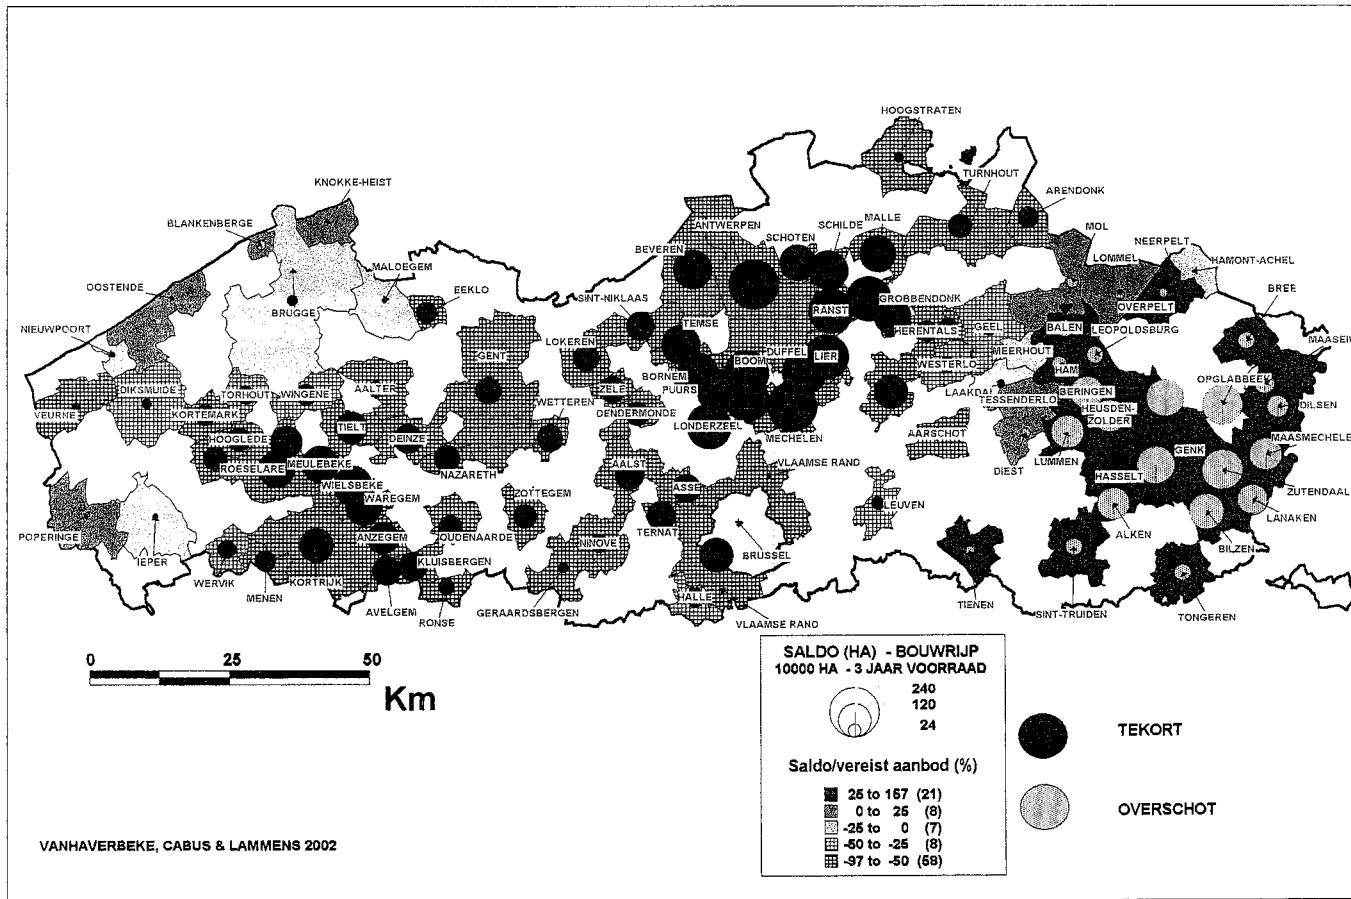 HOOGSTRATEN
TURNHOUT
KNOKKE-HEIST
ARENDONK
BLANKENBERGE
ANTWERPEN
SCHILDE
MALLE
MOL
SCHOTEN
NEERPELT
BEVEREN
LOMMEL
HAMONT-ACHEL
MALDEGEM
OOSTENDE
EEKLO
BREE
SINT-NIKLAAS
GROBBENDONK
OVERPELT
BRUGGE
RANST
NIEUWPOORT
TEMSE
HERENTALS
GEEL
BALEN
LEOPOLDSBURG
MAASEIK
LOKEREN
GENT
DUFFEL
LIER
MEERHOUT
BOOM
WESTERLO
HAM
BORNEM
OPGLABBEEK
DIKSMUIDE
AALTER
ZELE
PUURS
LAAKDAL
BERINGEN
TORHOUT
WINGENE
TESSENDERLO
WETTEREN
DILSEN
VEURNE
KORTEMARK
DENDERMONDE
HEUSDEN-
ZOLDER
LONDERZEEL
TIELT
AARSCHOT
HOOGLEDE
DEINZE
MECHELEN
MAASMECHELEN
GENK
ROESELARE
MEULEBEKE
AALST
VLAAMSE RAND
DIEST
LUMMEN
NAZARETH
HASSELT
WIELSBEKE
ASSE
ZUTENDAAL
WAREGEM
ZOTTEGEM
LEUVEN
LANAKEN
TERNAT
ALKEN
POPERINGE
ANZEGEM
OUDENAARDE
NINOVE
BRUSSEL
BILZEN
IEPER
KLUISBERGEN
WERVIK
KORTRIJK
MENEN
HALLE
AVELGEM
GERAARDSBERGEN
TIENEN
SINT-TRUIDEN
TONGEREN
RONSE
VLAAMSE RAND
0 25 50
Km
SALDO (HA) - BOUWRIJP
10000 HA - 3 JAAR VOORRAAD
240
120
24
Saldo/vereist aanbod (%)
25 to 157 (21)
0 to 25 (8)
-25 to 0 (7)
-50 to -25 (8)
-97 to -50 (58)
TEKORT
OVERSCHOT
VANHAVERBEKE, CABUS & LAMMENS 2002